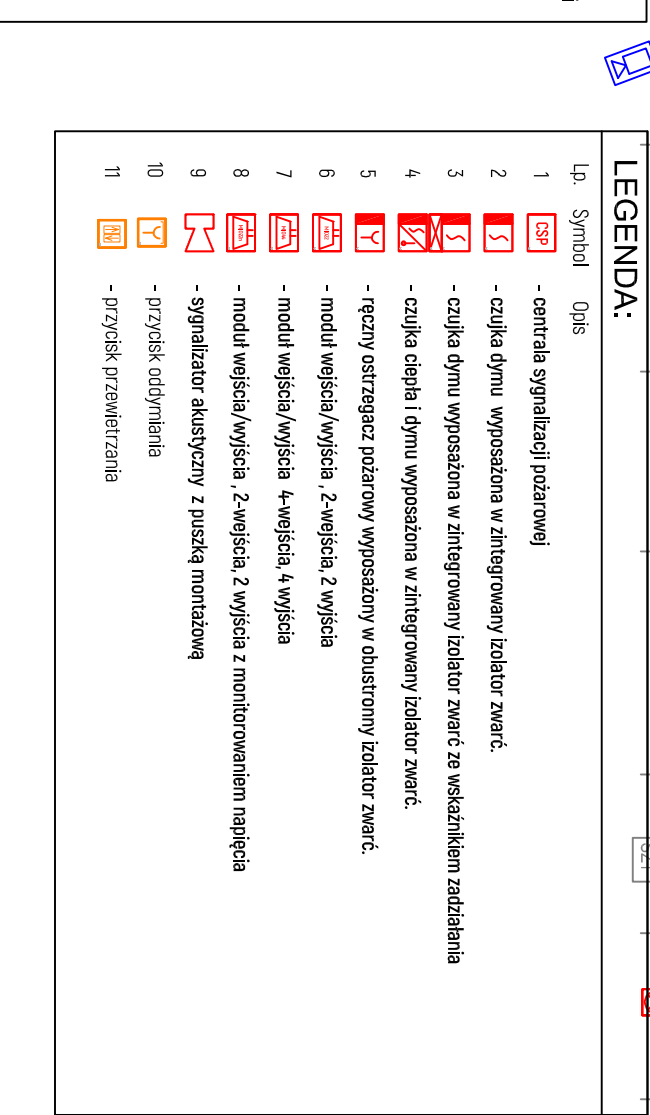 LEGENDA:
Lp. Symbol Opis
1 CSP - centrala sygnalizacji pożarowej
2 - czujka dymu wyposażona w zintegrowany izolator zwarć.
3 - czujka dymu wyposażona w zintegrowany izolator zwarć ze wskaźnikiem zadziałania
4 - czujka ciepła i dymu wyposażona w zintegrowany izolator zwarć.
5 - ręczny ostrzegacz pożarowy wyposażony w obustronny izolator zwarć.
6 - moduł wejścia/wyjścia , 2-wejścia, 2 wyjścia
7 - moduł wejścia/wyjścia 4-wejścia, 4 wyjścia
8 - moduł wejścia/wyjścia , 2-wejścia, 2 wyjścia z monitorowaniem napięcia
9 - sygnalizator akustyczny z puszką montażową
10 - przycisk oddymiania
11 - przycisk przewietrzania